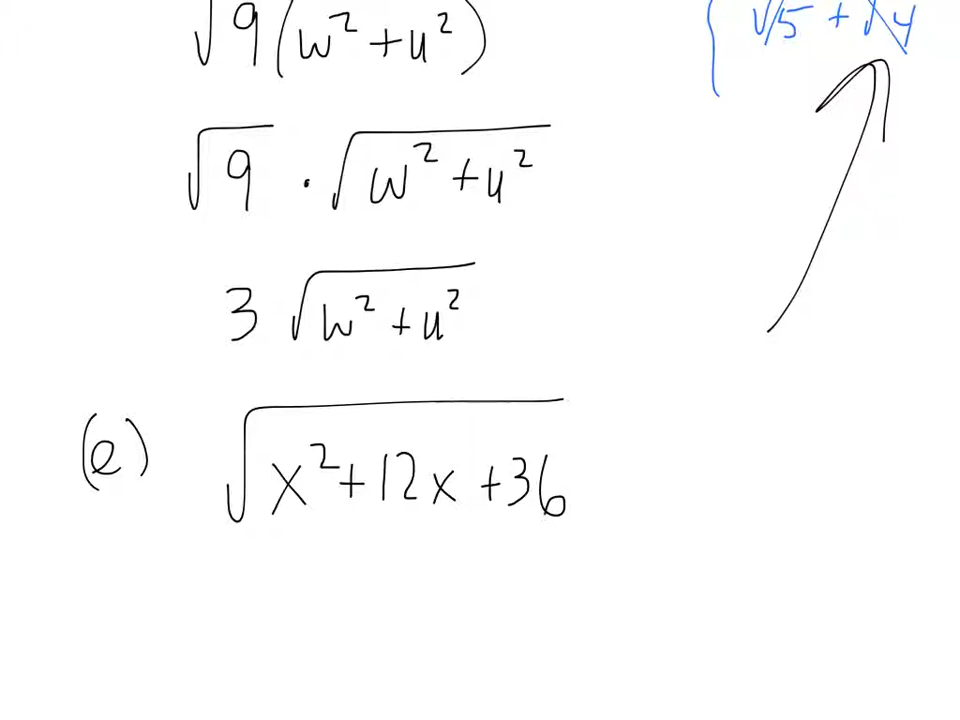 √9(w²+u²)
√5 + √4
√9 · √w²+u²
3 √w²+u²
(e) √x²+12x+36